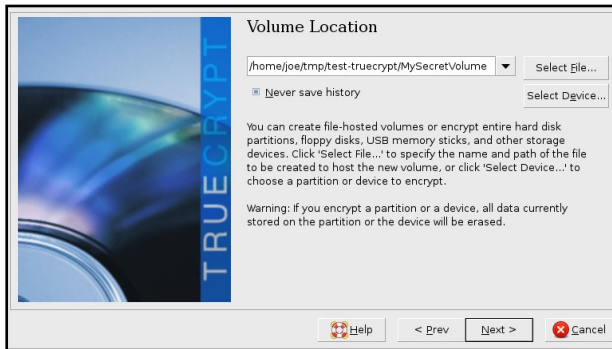 TRUECRYPT
Volume Location
/home/joe/tmp/test-truecrypt/MySecretVolume
Select File...
Never save history
Select Device...
You can create file-hosted volumes or encrypt entire hard disk
partitions, floppy disks, USB memory sticks, and other storage
devices. Click 'Select File...' to specify the name and path of the file
to be created to host the new volume, or click 'Select Device...' to
choose a partition or device to encrypt.
Warning: If you encrypt a partition or a device, all data currently
stored on the partition or the device will be erased.
Help
< Prev
Next >
Cancel